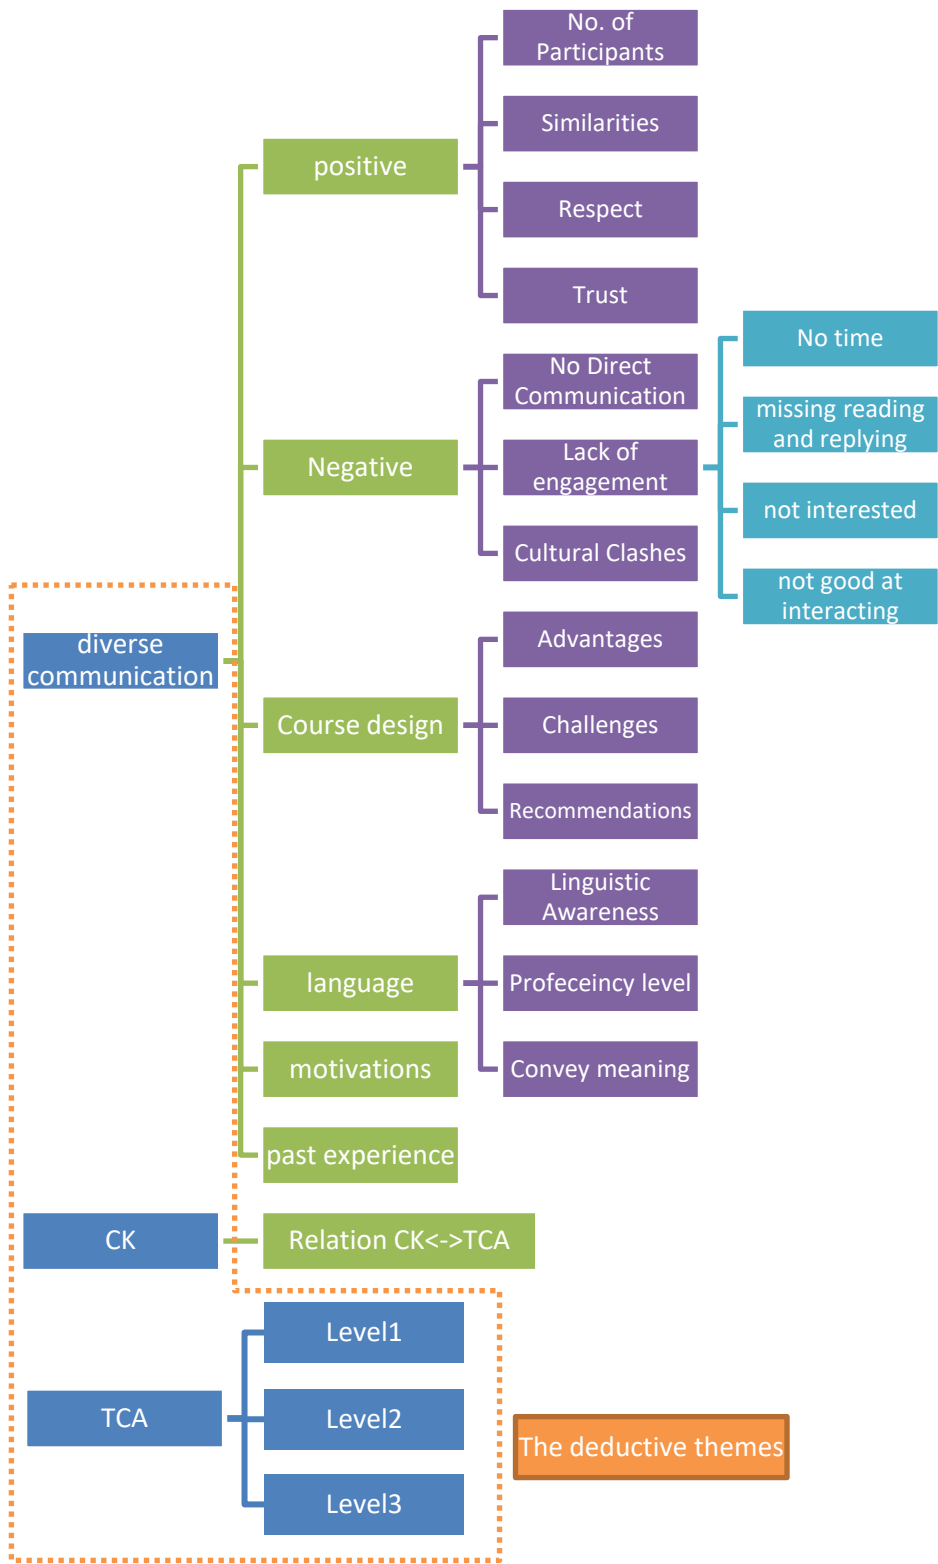 No. of
Participants
Similarities
positive
Respect
Trust
No time
No Direct
Communication
missing reading
and replying
Negative
Lack of
engagement
not interested
Cultural Clashes
not good at
interacting
diverse
communication
Advantages
Course design
Challenges
Recommendations
Linguistic
Awareness
language
Profeceincy level
motivations
Convey meaning
past experience
CK
Relation CK<->TCA
Level1
TCA
Level2
The deductive themes
Level3